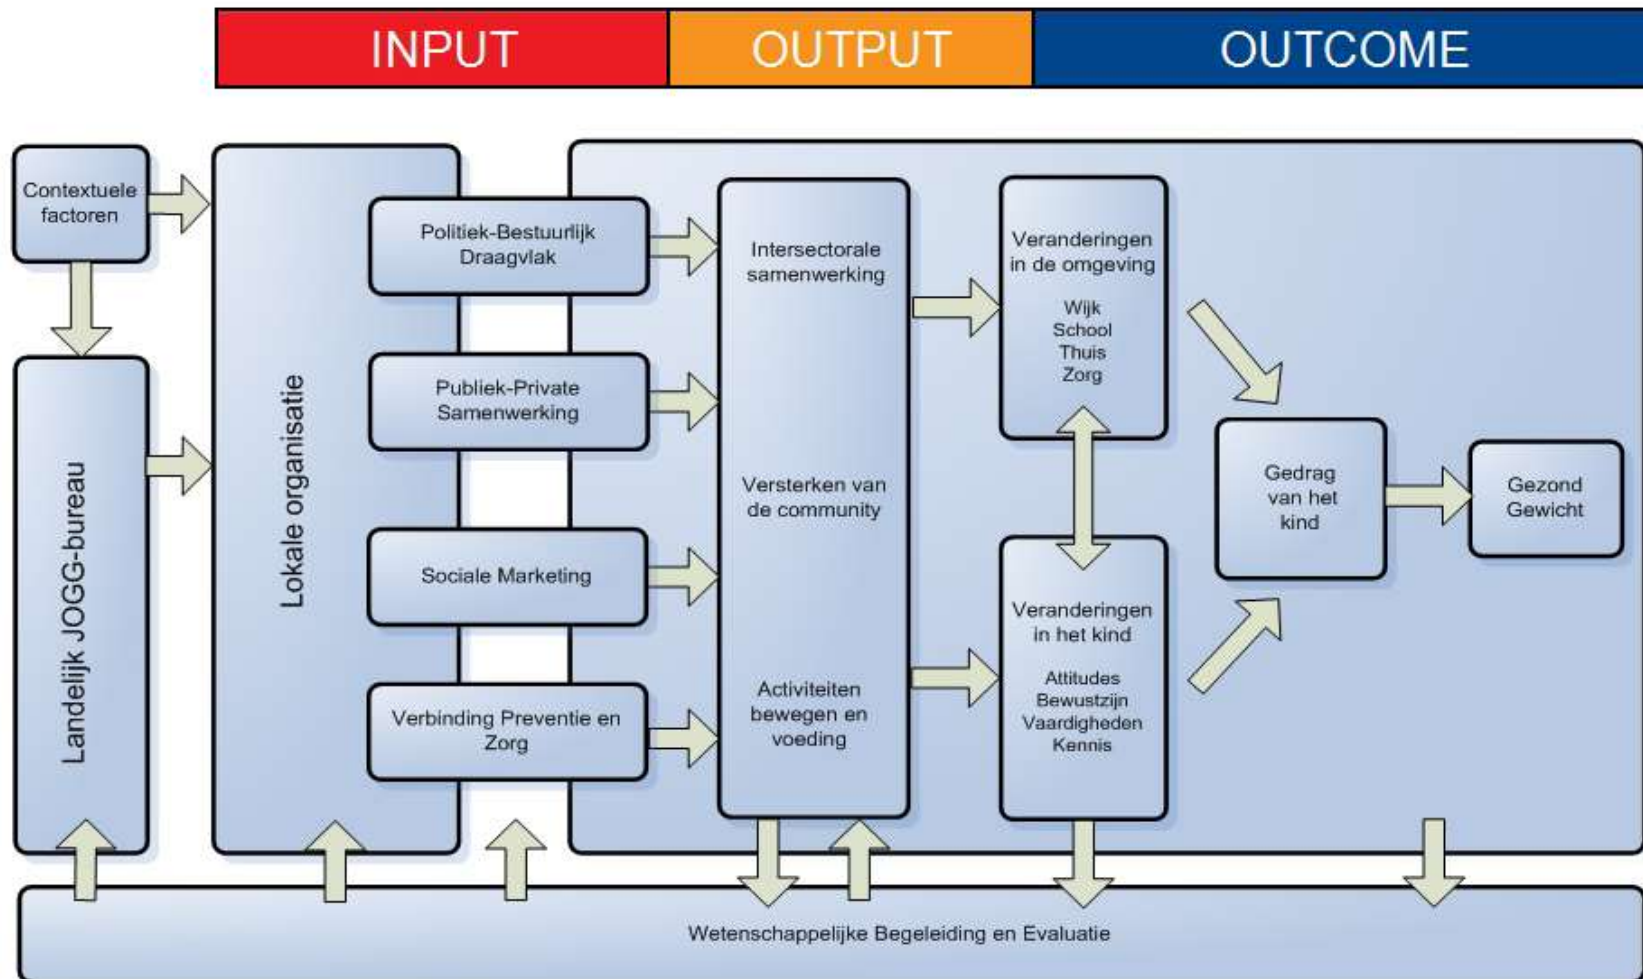 INPUT
OUTPUT
OUTCOME
Contextuele
factoren
Landelijk JOGG-bureau
Lokale organisatie
Politiek-Bestuurlijk
Draagvlak
Publiek-Private
Samenwerking
Sociale Marketing
Verbinding Preventie en
Zorg
Intersectorale
samenwerking
Versterken van
de community
Activiteiten
bewegen en
voeding
Veranderingen
in de omgeving
Wijk
School
Thuis
Zorg
Veranderingen
in het kind
Attitudes
Bewustzijn
Vaardigheden
Kennis
Gedrag
van het
kind
Gezond
Gewicht
Wetenschappelijke Begeleiding en Evaluatie